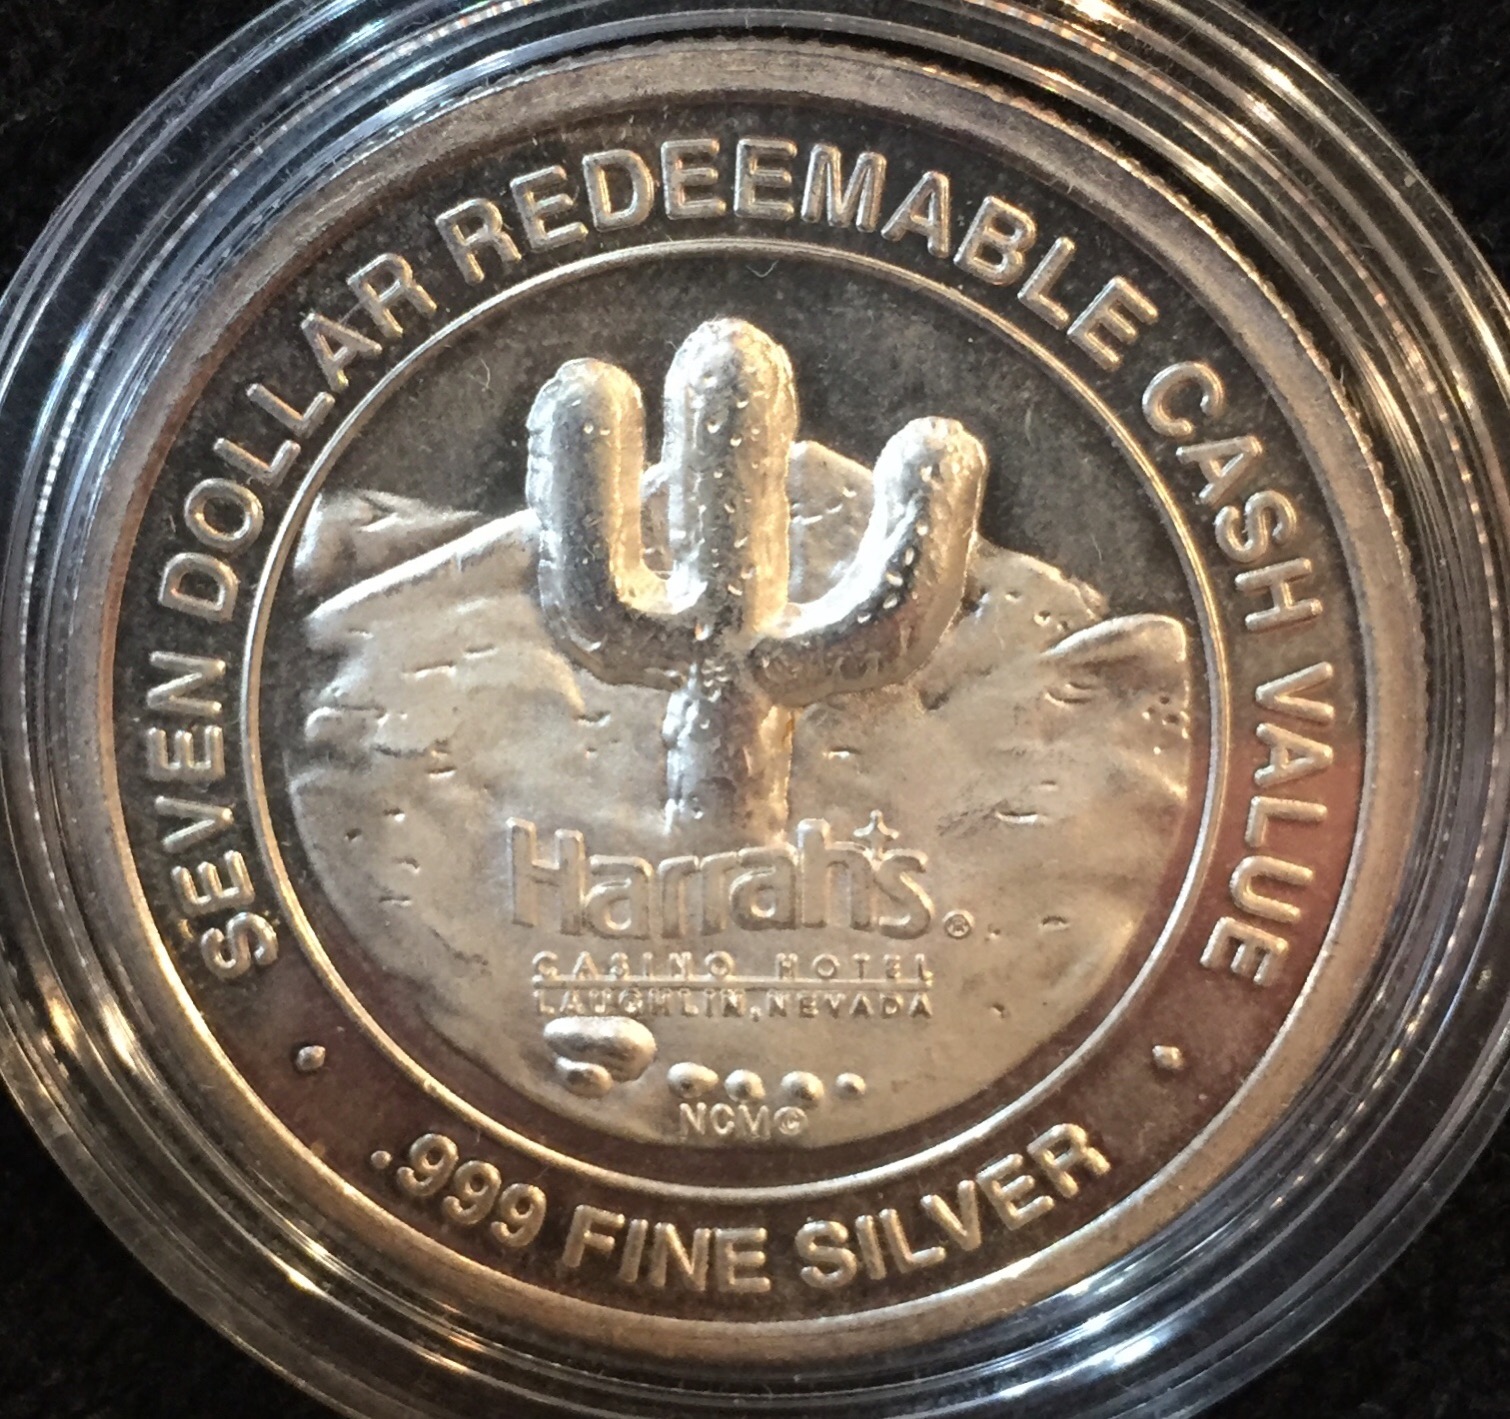 SEVEN DOLLAR REDEEMABLE CASH VALUE
Harrah's®
CASINO HOTEL
LAUGHLIN, NEVADA
NCM©
.999 FINE SILVER